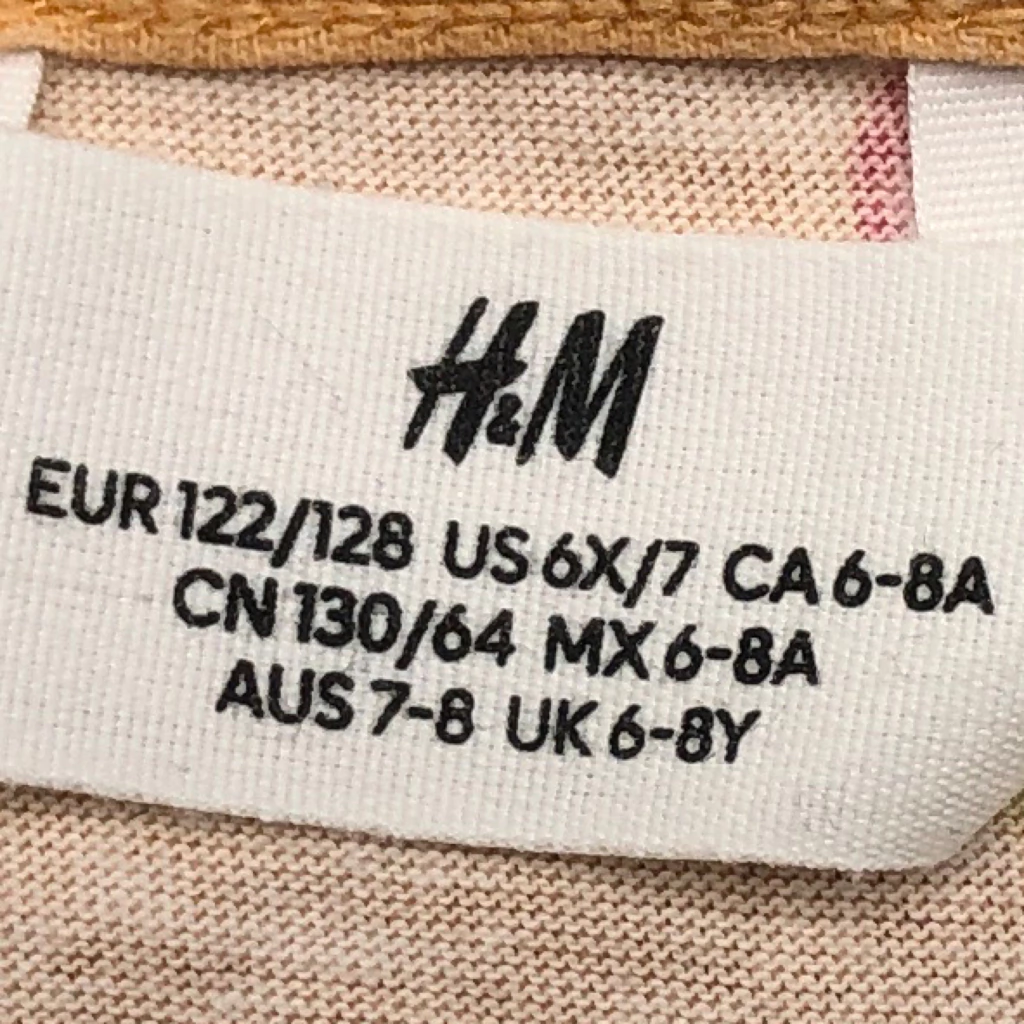 H&M
EUR 122/128 US 6X/7 CA 6-8A
CN 130/64 MX 6-8A
AUS 7-8 UK 6-8Y